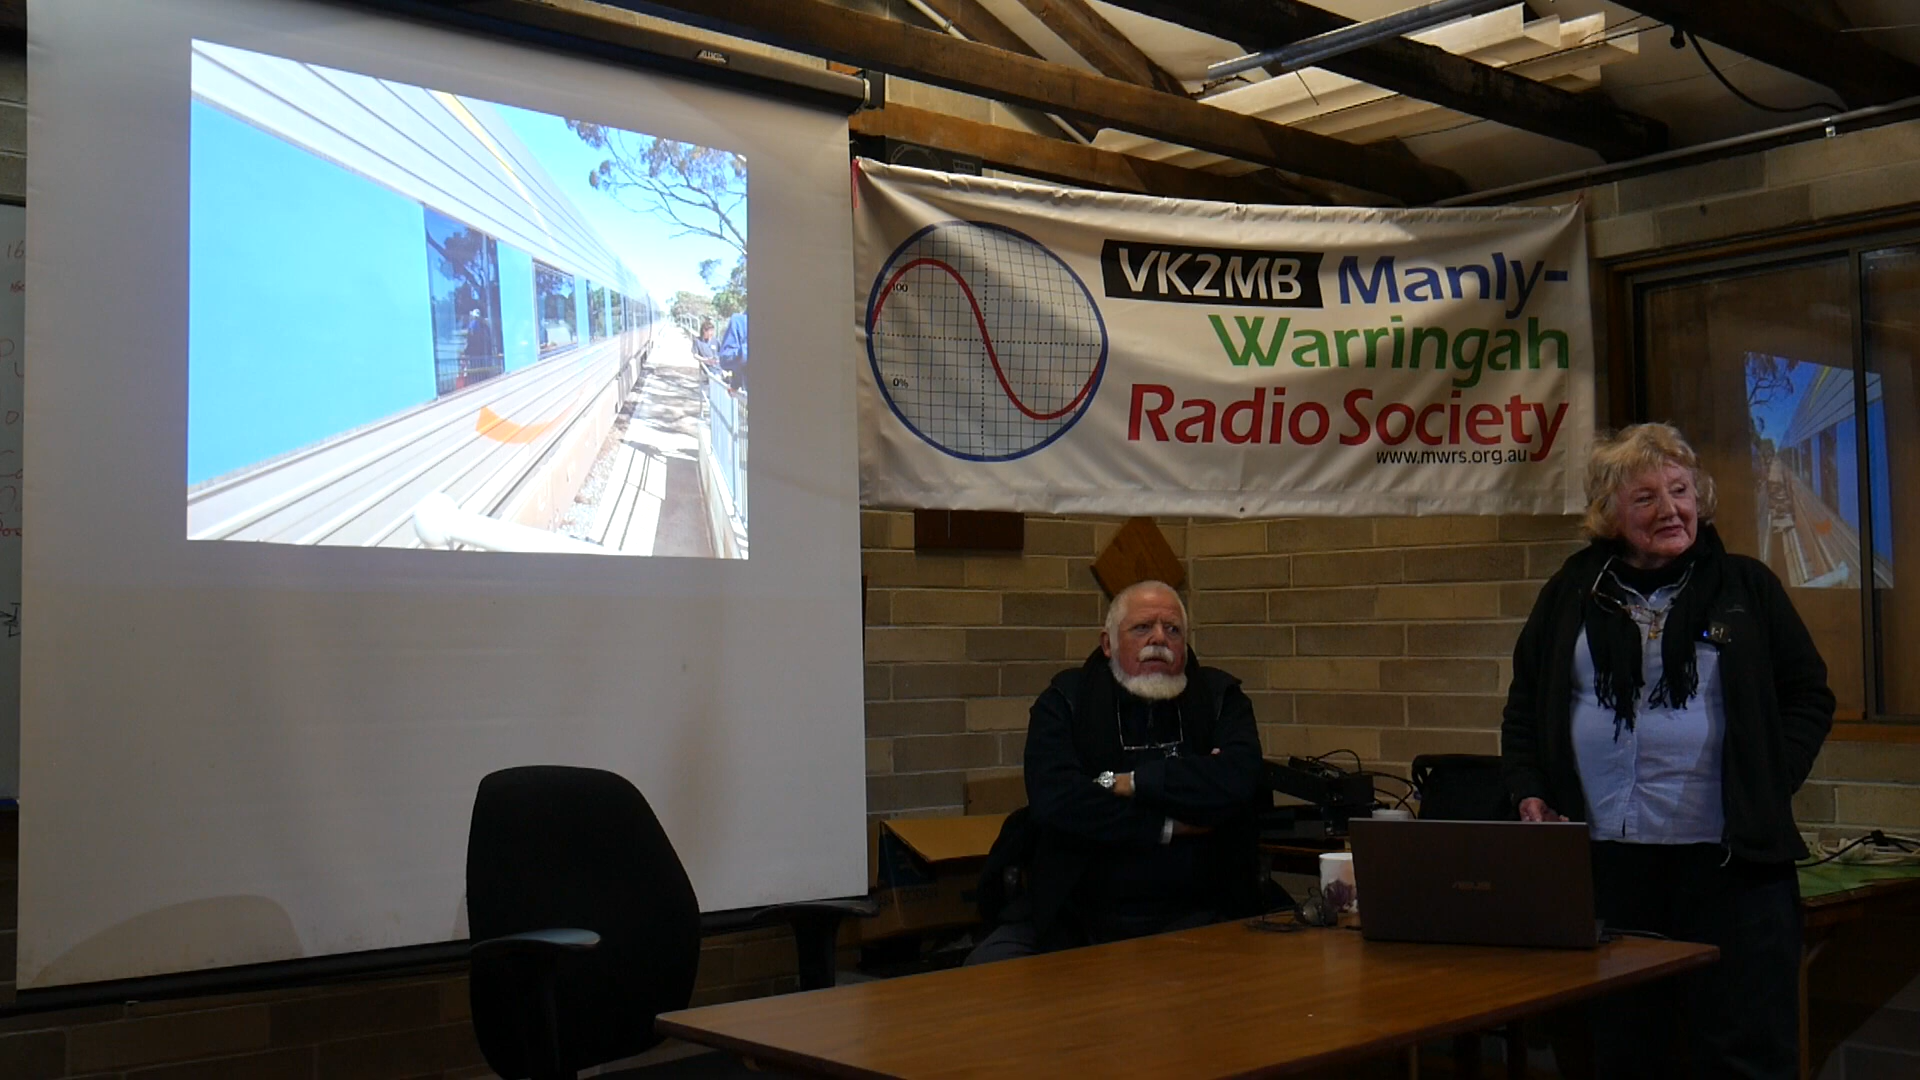 VK2MB Manly-
Warringah
Radio Society
www.mwrs.org.au
100
0%
ASUS